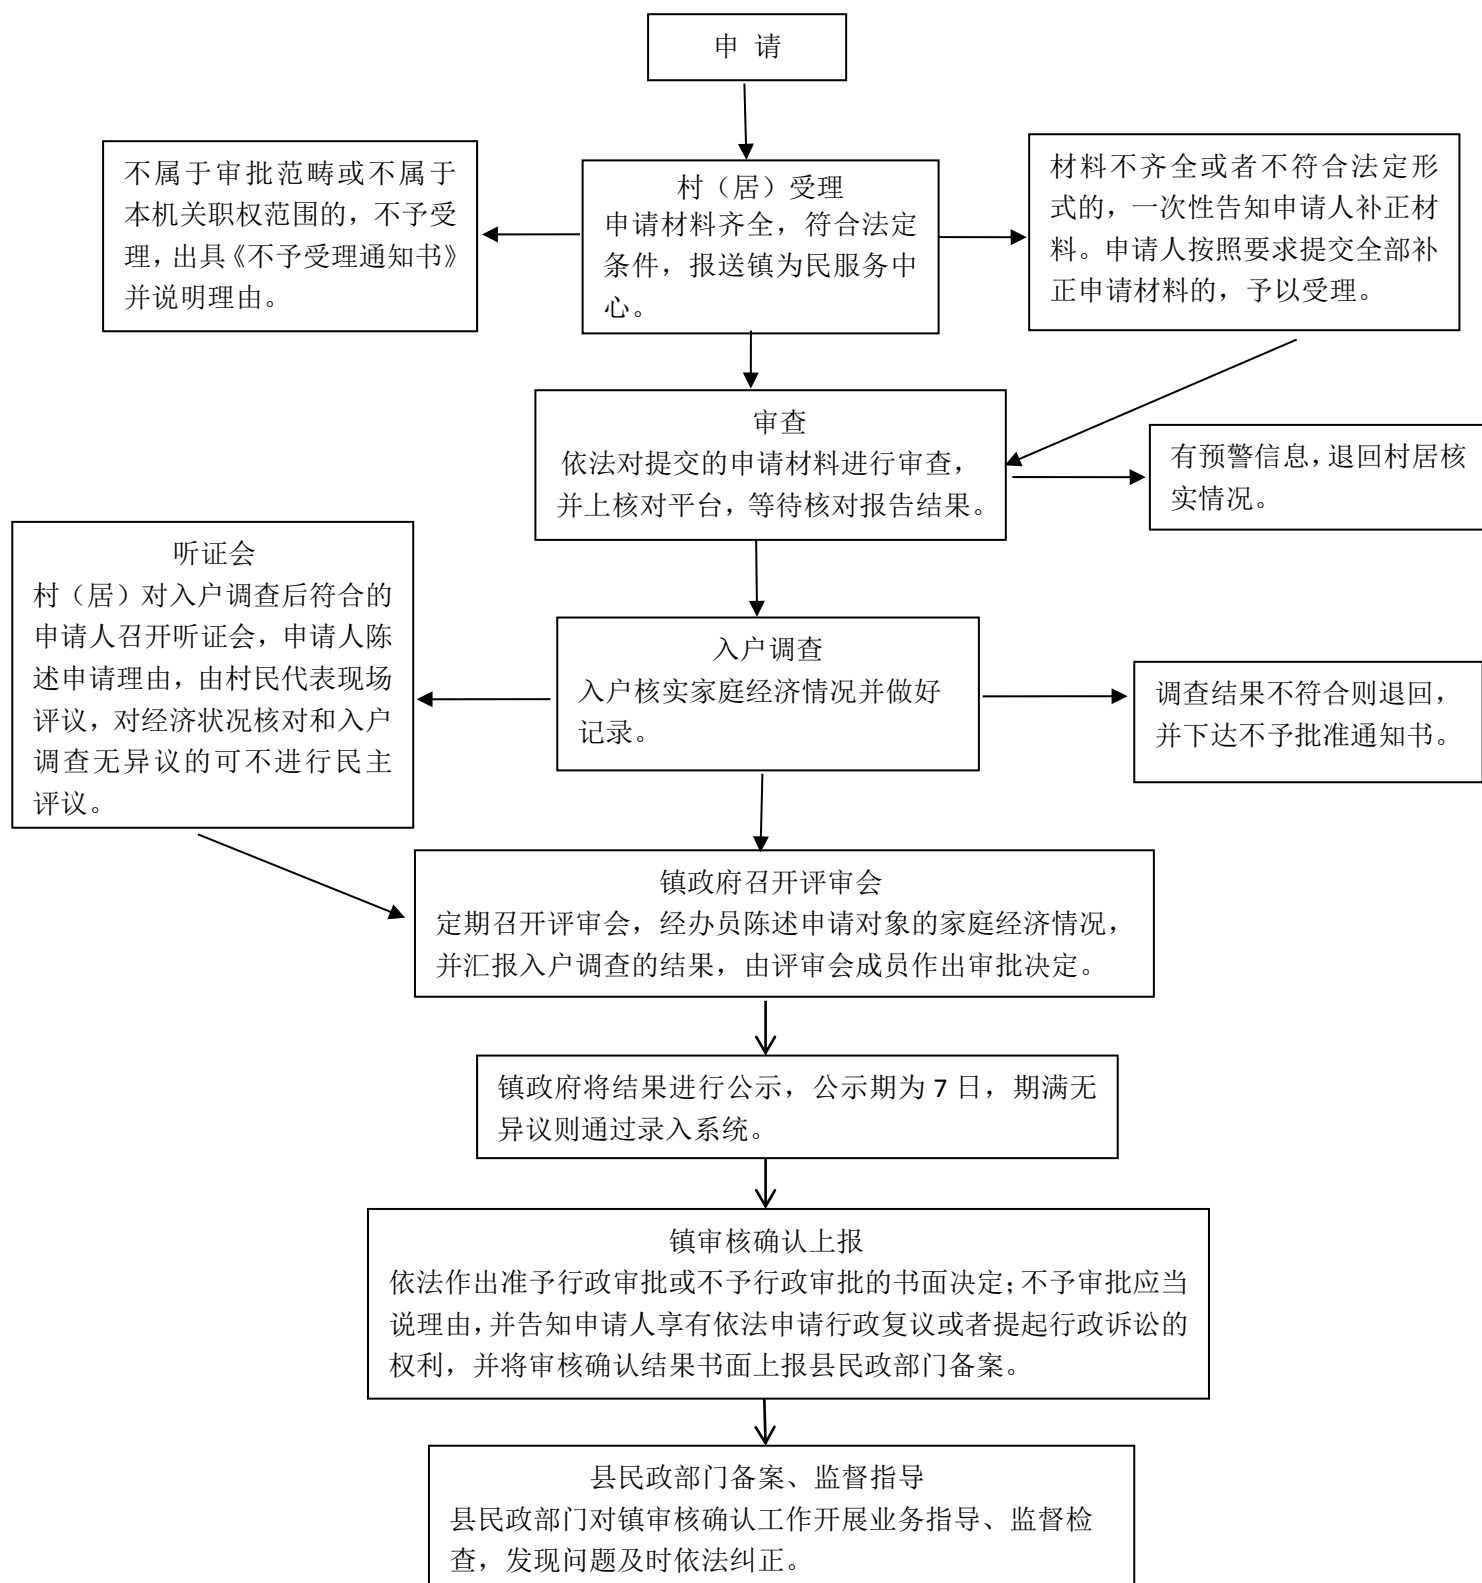 申 请
不属于审批范畴或不属于
本机关职权范围的，不予受
理，出具《不予受理通知书》
并说明理由。
村（居）受理
申请材料齐全，符合法定
条件，报送镇为民服务中
心。
材料不齐全或者不符合法定形
式的，一次性告知申请人补正材
料。申请人按照要求提交全部补
正申请材料的，予以受理。
审查
依法对提交的申请材料进行审查，
并上核对平台，等待核对报告结果。
有预警信息，退回村居核
实情况。
听证会
村（居）对入户调查后符合的
申请人召开听证会，申请人陈
述申请理由，由村民代表现场
评议，对经济状况核对和入户
调查无异议的可不进行民主
评议。
入户调查
入户核实家庭经济情况并做好
记录。
调查结果不符合则退回，
并下达不予批准通知书。
镇政府召开评审会
定期召开评审会，经办员陈述申请对象的家庭经济情况，
并汇报入户调查的结果，由评审会成员作出审批决定。
镇政府将结果进行公示，公示期为 7 日，期满无
异议则通过录入系统。
镇审核确认上报
依法作出准予行政审批或不予行政审批的书面决定；不予审批应当
说理由，并告知申请人享有依法申请行政复议或者提起行政诉讼的
权利，并将审核确认结果书面上报县民政部门备案。
县民政部门备案、监督指导
县民政部门对镇审核确认工作开展业务指导、监督检
查，发现问题及时依法纠正。